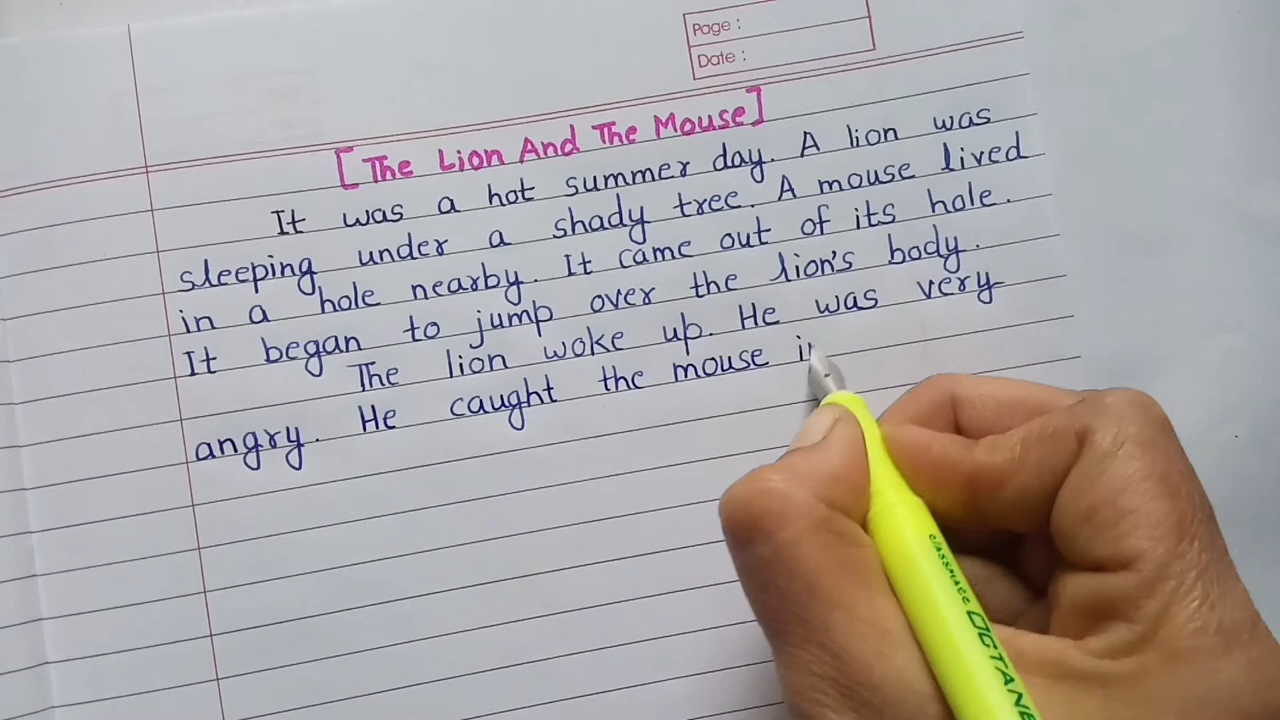 Page :
Date :
[The Lion And The Mouse]
It was a hot summer day. A lion was
sleeping under a shady tree. A mouse lived
in a hole nearby. It came out of its hole.
It began to jump over the lion's body.
The lion woke up. He was very
angry. He caught the mouse i
classmate OCTANE